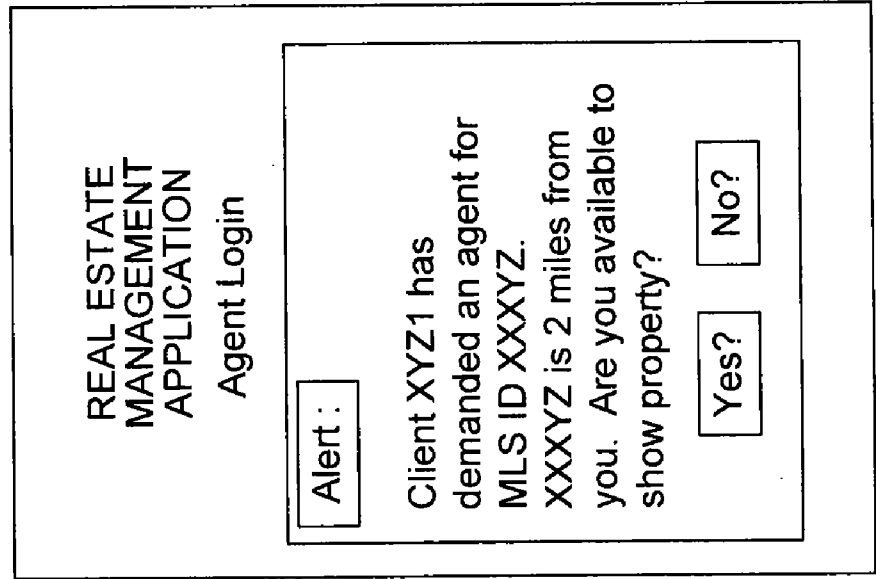 REAL ESTATE
MANAGEMENT
APPLICATION
Agent Login
Alert :
Client XYZ1 has
demanded an agent for
MLS ID XXXYZ.
XXXYZ is 2 miles from
you. Are you available to
show property?
Yes?
No?